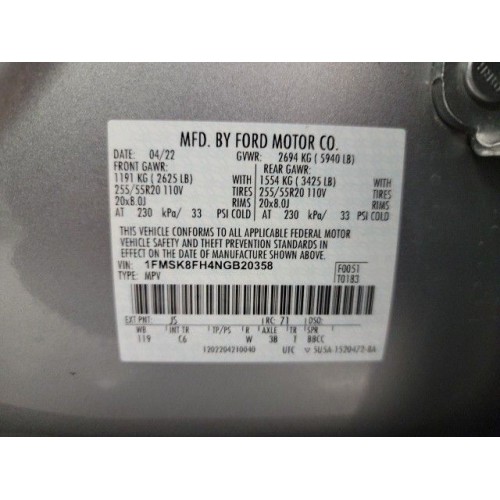 MFD. BY FORD MOTOR CO.
DATE: 04/22 GVWR: 2694 KG ( 5940 LB)
FRONT GAWR: REAR GAWR:
1191 KG ( 2625 LB) WITH 1554 KG ( 3425 LB) WITH
255/55R20 110V TIRES 255/55R20 110V TIRES
20x8.0J RIMS 20x8.0J RIMS
AT 230 kPa/ 33 PSI COLD AT 230 kPa/ 33 PSI COLD
THIS VEHICLE CONFORMS TO ALL APPLICABLE FEDERAL MOTOR
VEHICLE SAFETY AND THEFT PREVENTION STANDARDS IN
EFFECT ON THE DATE OF MANUFACTURE SHOWN ABOVE.
VIN: 1FMSK8FH4NGB20358 F0051
TYPE: MPV T0183
EXT PNT: JS RC: 71 DSO:
WB INT TR TP/PS R AXLE TR SPR
119 C6 W 3B T BBCC
1202204210040 UTC 5U5A-1520472-BA